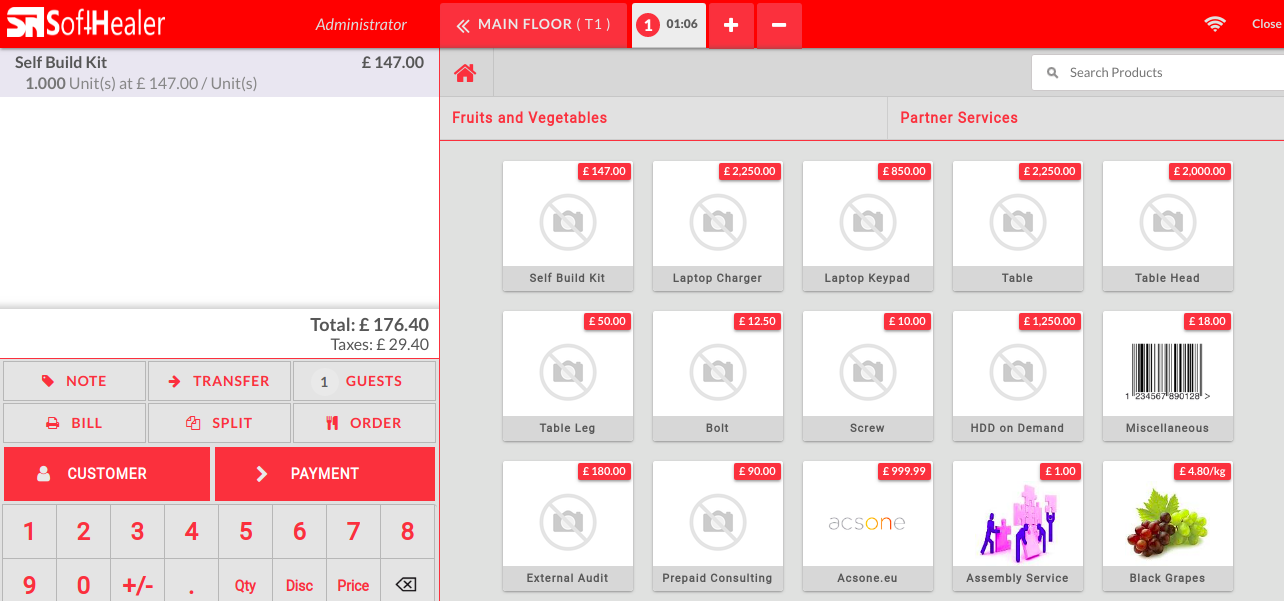 SoftHealer
Administrator
MAIN FLOOR ( T1 )
1 01:06
+
−
Close
Self Build Kit £ 147.00
1.000 Unit(s) at £ 147.00 / Unit(s)
Total: £ 176.40
Taxes: £ 29.40
NOTE
TRANSFER
1 GUESTS
BILL
SPLIT
ORDER
CUSTOMER
PAYMENT
1 2 3 4 5 6 7 8
9 0 +/- . Qty Disc Price
Search Products
Fruits and Vegetables
Partner Services
£ 147.00
Self Build Kit
£ 2,250.00
Laptop Charger
£ 850.00
Laptop Keypad
£ 2,250.00
Table
£ 2,000.00
Table Head
£ 50.00
Table Leg
£ 12.50
Bolt
£ 10.00
Screw
£ 1,250.00
HDD on Demand
£ 18.00
1 234567 890128 >
Miscellaneous
£ 180.00
External Audit
£ 90.00
Prepaid Consulting
£ 999.99
acsone
Acsone.eu
£ 1.00
Assembly Service
£ 4.80/kg
Black Grapes